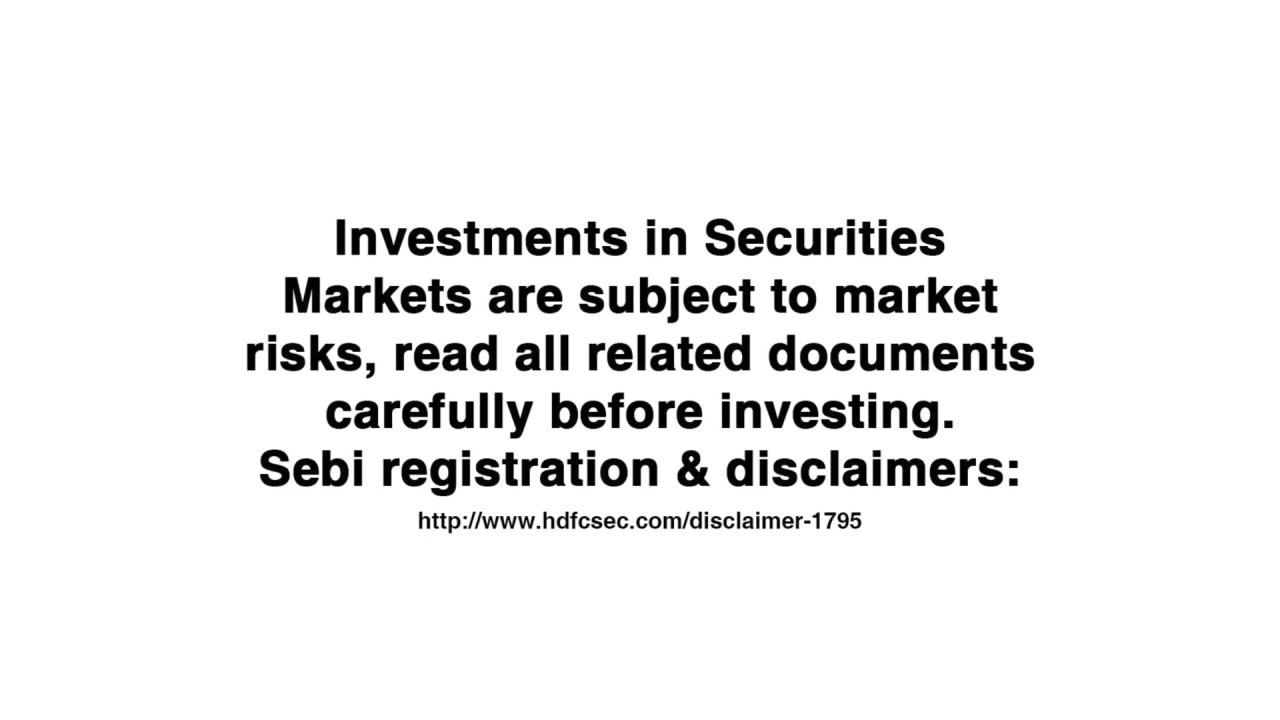 Investments in Securities
Markets are subject to market
risks, read all related documents
carefully before investing.
Sebi registration & disclaimers:
http://www.hdfcsec.com/disclaimer-1795